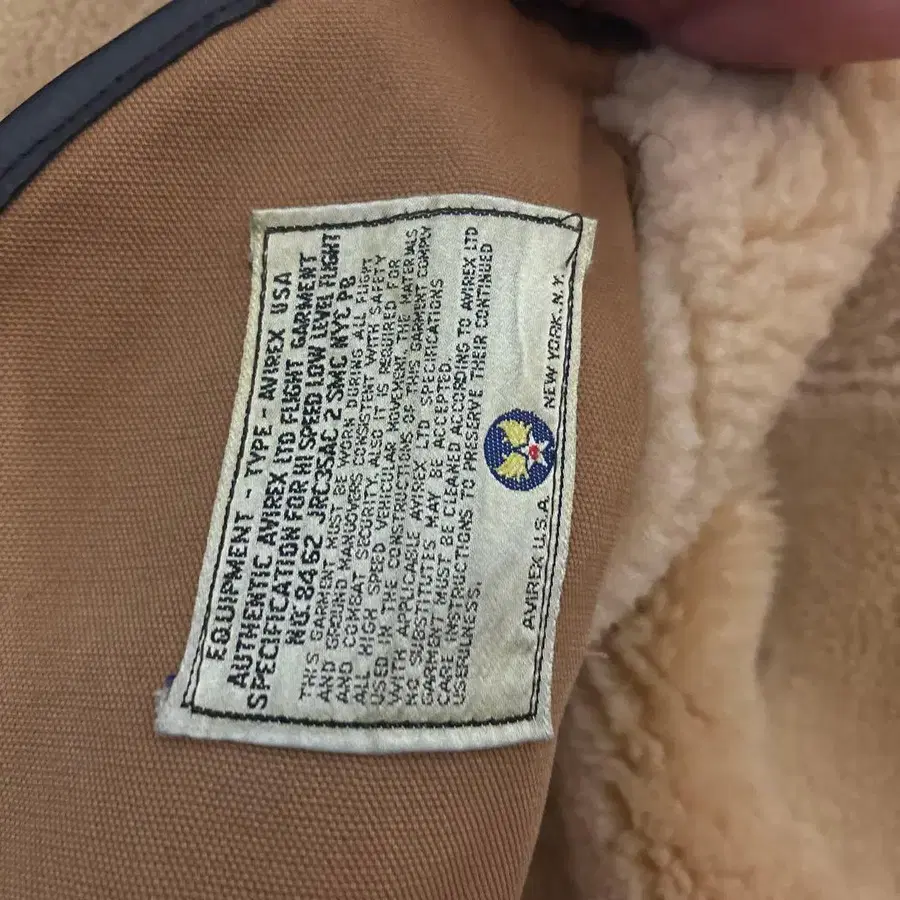 EQUIPMENT - TYPE - AVIREX USA
AUTHENTIC AVIREX LTD FLIGHT GARMENT
SPECIFICATION FOR HI SPEED LOW LEVEL FLIGHT
NO. 8462 JRC35AC 2 SMC NYC PB
THIS GARMENT MUST BE WORN DURING ALL FLIGHT
AND GROUND MANUOVERS CONSISTENT WITH SAFETY
AND COMBAT SECURITY. ALSO IT IS REQUIRED FOR
ALL HIGH SPEED VEHICULAR MOVEMENT. THE MATERIALS
USED IN THE CONSTRUCTIONS OF THIS GARMENT COMPLY
WITH APPLICABLE AVIREX LTD SPECIFICATIONS
NO SUBSTITUTES MAY BE ACCEPTED.
GARMENT MUST BE CLEANED ACCORDING TO AVIREX LTD
CARE INSTRUCTIONS TO PRESERVE THEIR CONTINUED
USEFULLNESS.
AVIREX U.S.A. NEW YORK. N.Y.